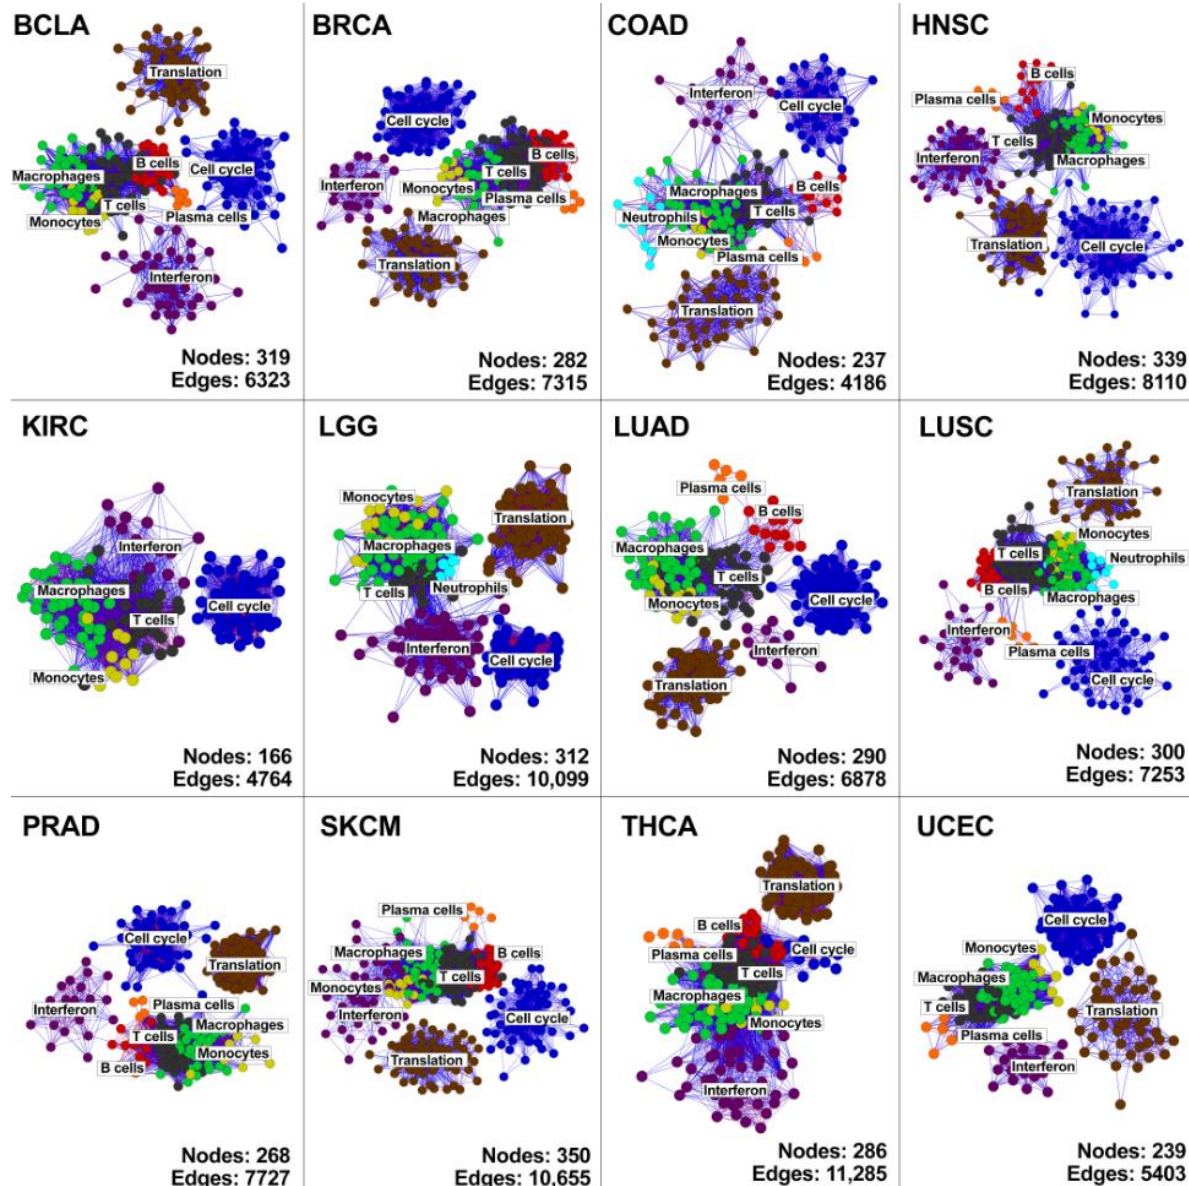 BCLA
Translation
Macrophages
B cells
Cell cycle
T cells
Monocytes
Plasma cells
Interferon
Nodes: 319
Edges: 6323
BRCA
Cell cycle
B cells
T cells
Interferon
Monocytes
Plasma cells
Macrophages
Translation
Nodes: 282
Edges: 7315
COAD
Interferon
Cell cycle
Macrophages
B cells
Neutrophils
T cells
Monocytes
Plasma cells
Translation
Nodes: 237
Edges: 4186
HNSC
B cells
Plasma cells
Monocytes
T cells
Interferon
Macrophages
Translation
Cell cycle
Nodes: 339
Edges: 8110
KIRC
Interferon
Macrophages
Cell cycle
T cells
Monocytes
Nodes: 166
Edges: 4764
LGG
Monocytes
Translation
Macrophages
Neutrophils
T cells
Interferon
Cell cycle
Nodes: 312
Edges: 10,099
LUAD
Plasma cells
B cells
Macrophages
T cells
Cell cycle
Monocytes
Interferon
Translation
Nodes: 290
Edges: 6878
LUSC
Translation
Monocytes
T cells
Neutrophils
B cells
Macrophages
Interferon
Plasma cells
Cell cycle
Nodes: 300
Edges: 7253
PRAD
Cell cycle
Translation
Interferon
Plasma cells
Macrophages
T cells
Monocytes
B cells
Nodes: 268
Edges: 7727
SKCM
Plasma cells
Macrophages
B cells
T cells
Monocytes
Interferon
Cell cycle
Translation
Nodes: 350
Edges: 10,655
THCA
Translation
B cells
Cell cycle
Plasma cells
T cells
Macrophages
Monocytes
Interferon
Nodes: 286
Edges: 11,285
UCEC
Cell cycle
Monocytes
Macrophages
T cells
Translation
Plasma cells
Interferon
Nodes: 239
Edges: 5403